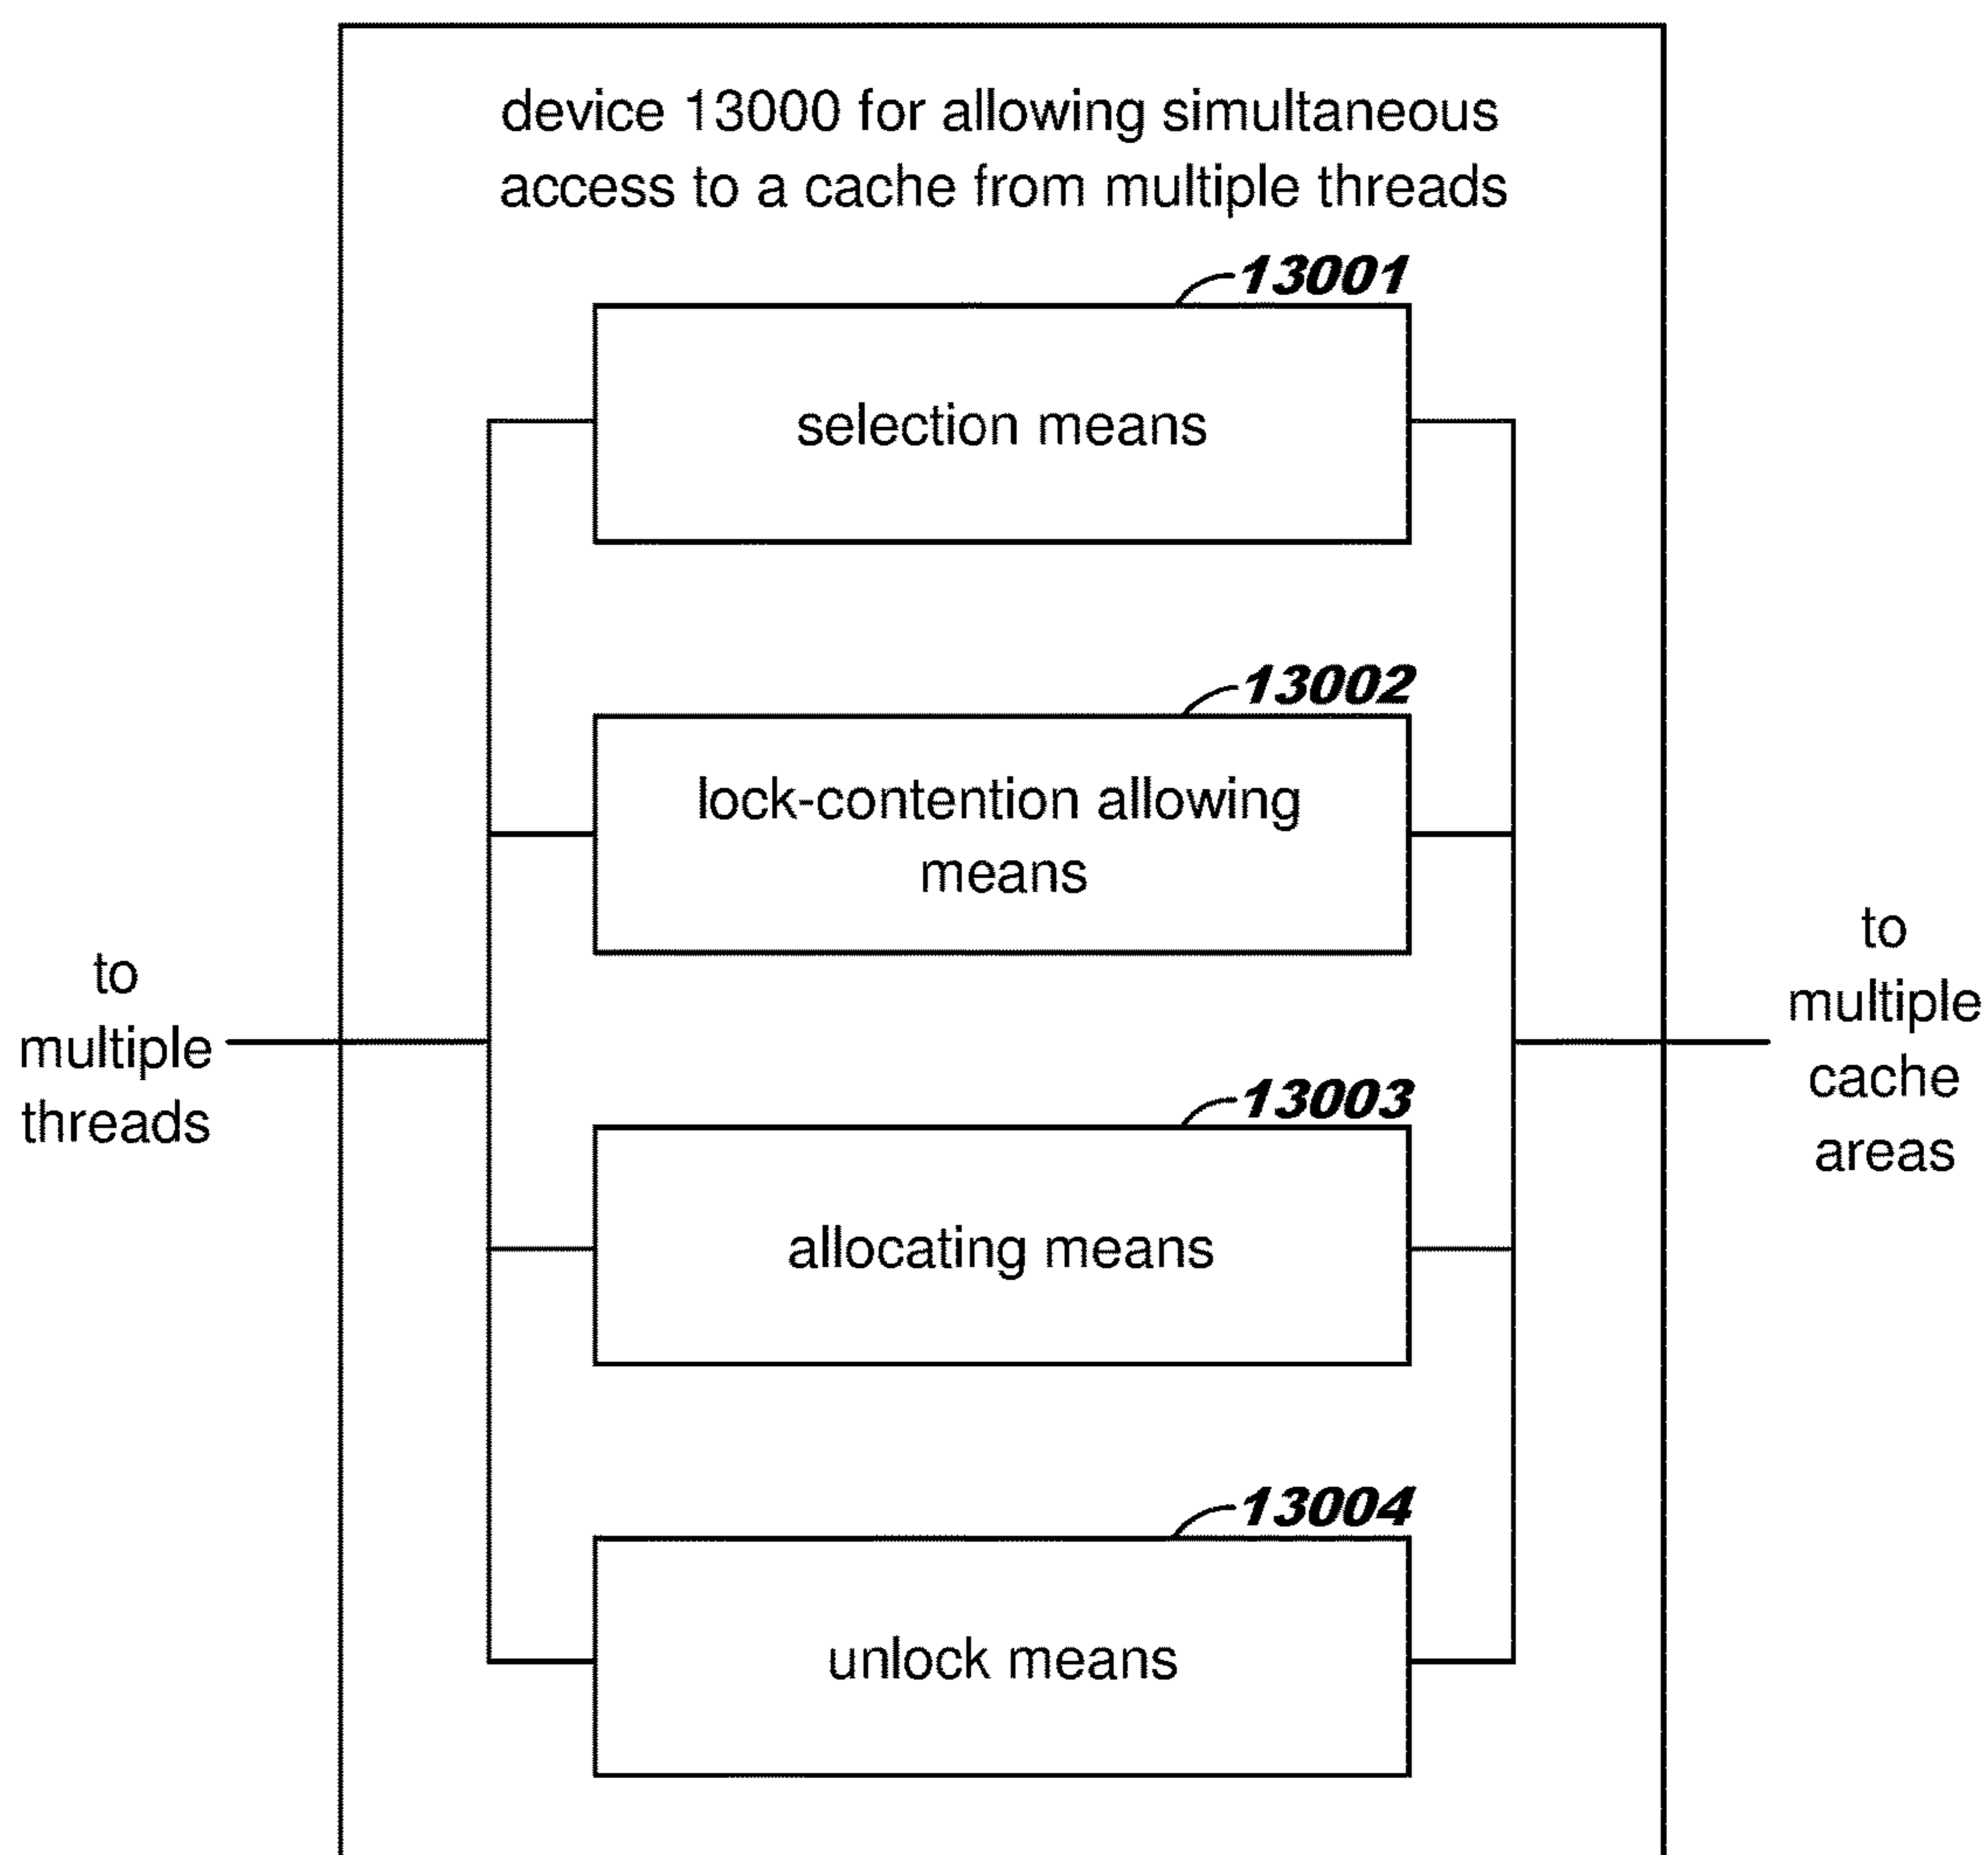 device 13000 for allowing simultaneous
access to a cache from multiple threads
13001
selection means
13002
lock-contention allowing
means
to
multiple
threads
to
multiple
cache
areas
13003
allocating means
13004
unlock means